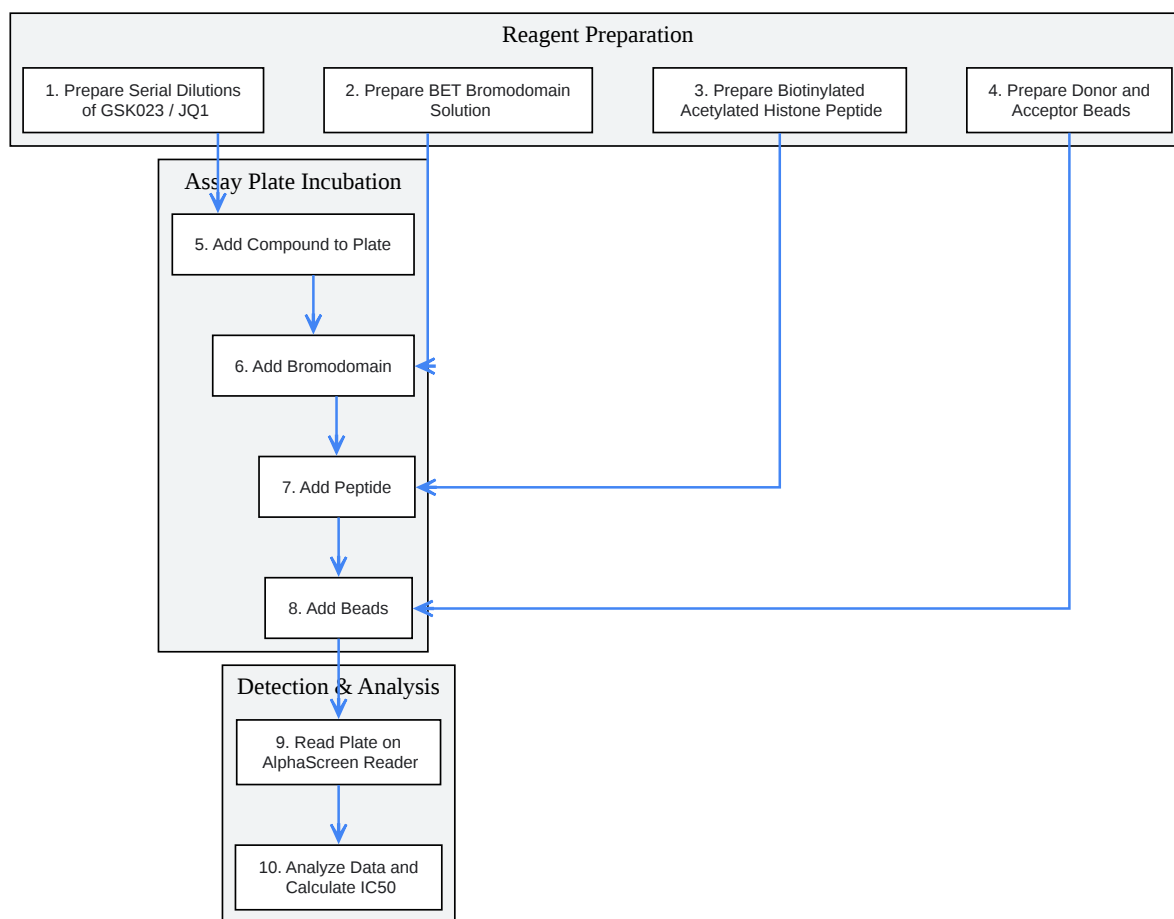 Reagent Preparation
1. Prepare Serial Dilutions
of GSK023 / JQ1
2. Prepare BET Bromodomain
Solution
3. Prepare Biotinylated
Acetylated Histone Peptide
4. Prepare Donor and
Acceptor Beads
Assay Plate Incubation
5. Add Compound to Plate
6. Add Bromodomain
7. Add Peptide
8. Add Beads
Detection & Analysis
9. Read Plate on
AlphaScreen Reader
10. Analyze Data and
Calculate IC50